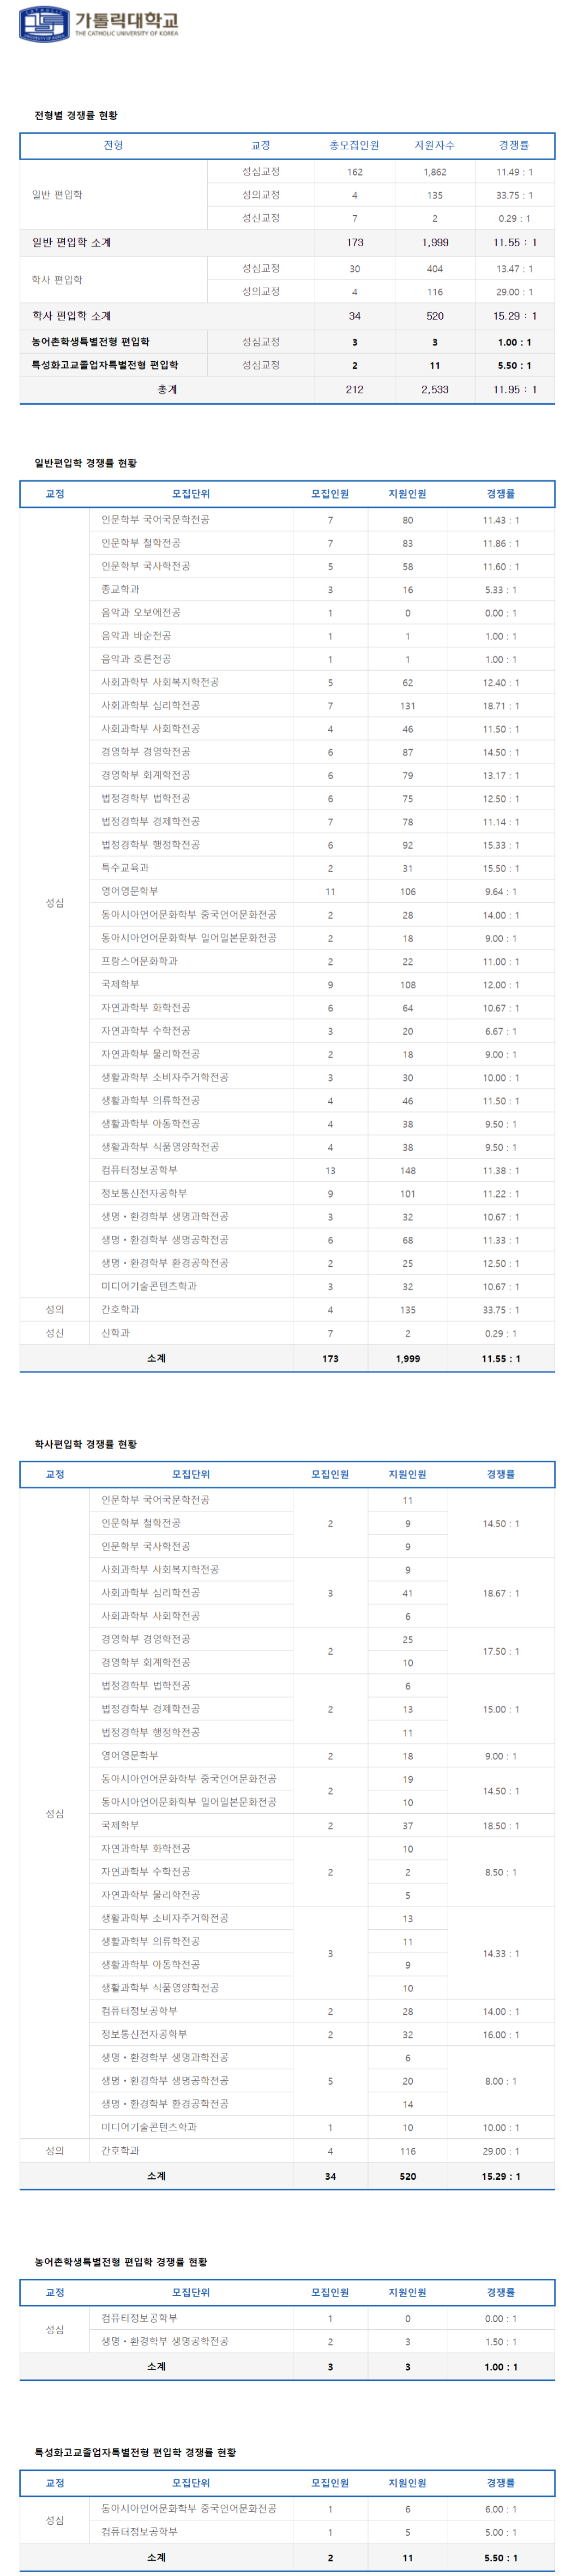 가톨릭대학교
THE CATHOLIC UNIVERSITY OF KOREA
전형별 경쟁률 현황
전형 교정 총모집인원 지원자수 경쟁률
일반 편입학 성심교정 162 1,862 11.49 : 1
성의교정 4 135 33.75 : 1
성신교정 7 2 0.29 : 1
일반 편입학 소계 173 1,999 11.55 : 1
학사 편입학 성심교정 30 404 13.47 : 1
성의교정 4 116 29.00 : 1
학사 편입학 소계 34 520 15.29 : 1
농어촌학생특별전형 편입학 성심교정 3 3 1.00 : 1
특성화고교졸업자특별전형 편입학 성심교정 2 11 5.50 : 1
총계 212 2,533 11.95 : 1
일반편입학 경쟁률 현황
교정 모집단위 모집인원 지원인원 경쟁률
성심 인문학부 국어국문학전공 7 80 11.43 : 1
인문학부 철학전공 7 83 11.86 : 1
인문학부 국사학전공 5 58 11.60 : 1
종교학과 3 16 5.33 : 1
음악과 오보에전공 1 0 0.00 : 1
음악과 바순전공 1 1 1.00 : 1
음악과 호른전공 1 1 1.00 : 1
사회과학부 사회복지학전공 5 62 12.40 : 1
사회과학부 심리학전공 7 131 18.71 : 1
사회과학부 사회학전공 4 46 11.50 : 1
경영학부 경영학전공 6 87 14.50 : 1
경영학부 회계학전공 6 79 13.17 : 1
법정경학부 법학전공 6 75 12.50 : 1
법정경학부 경제학전공 7 78 11.14 : 1
법정경학부 행정학전공 6 92 15.33 : 1
특수교육과 2 31 15.50 : 1
영어영문학부 11 106 9.64 : 1
동아시아언어문화학부 중국언어문화전공 2 28 14.00 : 1
동아시아언어문화학부 일어일본문화전공 2 18 9.00 : 1
프랑스어문화학과 2 22 11.00 : 1
국제학부 9 108 12.00 : 1
자연과학부 화학전공 6 64 10.67 : 1
자연과학부 수학전공 3 20 6.67 : 1
자연과학부 물리학전공 2 18 9.00 : 1
생활과학부 소비자주거학전공 3 30 10.00 : 1
생활과학부 의류학전공 4 46 11.50 : 1
생활과학부 아동학전공 4 38 9.50 : 1
생활과학부 식품영양학전공 4 38 9.50 : 1
컴퓨터정보공학부 13 148 11.38 : 1
정보통신전자공학부 9 101 11.22 : 1
생명・환경학부 생명과학전공 3 32 10.67 : 1
생명・환경학부 생명공학전공 6 68 11.33 : 1
생명・환경학부 환경공학전공 2 25 12.50 : 1
미디어기술콘텐츠학과 3 32 10.67 : 1
성의 간호학과 4 135 33.75 : 1
성신 신학과 7 2 0.29 : 1
소계 173 1,999 11.55 : 1
학사편입학 경쟁률 현황
교정 모집단위 모집인원 지원인원 경쟁률
성심 인문학부 국어국문학전공 2 11 14.50 : 1
인문학부 철학전공 9
인문학부 국사학전공 9
사회과학부 사회복지학전공 3 9 18.67 : 1
사회과학부 심리학전공 41
사회과학부 사회학전공 6
경영학부 경영학전공 2 25 17.50 : 1
경영학부 회계학전공 10
법정경학부 법학전공 2 6 15.00 : 1
법정경학부 경제학전공 13
법정경학부 행정학전공 11
영어영문학부 2 18 9.00 : 1
동아시아언어문화학부 중국언어문화전공 2 19 14.50 : 1
동아시아언어문화학부 일어일본문화전공 10
국제학부 2 37 18.50 : 1
자연과학부 화학전공 2 10 8.50 : 1
자연과학부 수학전공 2
자연과학부 물리학전공 5
생활과학부 소비자주거학전공 3 13 14.33 : 1
생활과학부 의류학전공 11
생활과학부 아동학전공 9
생활과학부 식품영양학전공 10
컴퓨터정보공학부 2 28 14.00 : 1
정보통신전자공학부 2 32 16.00 : 1
생명・환경학부 생명과학전공 5 6 8.00 : 1
생명・환경학부 생명공학전공 20
생명・환경학부 환경공학전공 14
미디어기술콘텐츠학과 1 10 10.00 : 1
성의 간호학과 4 116 29.00 : 1
소계 34 520 15.29 : 1
농어촌학생특별전형 편입학 경쟁률 현황
교정 모집단위 모집인원 지원인원 경쟁률
성심 컴퓨터정보공학부 1 0 0.00 : 1
생명・환경학부 생명공학전공 2 3 1.50 : 1
소계 3 3 1.00 : 1
특성화고교졸업자특별전형 편입학 경쟁률 현황
교정 모집단위 모집인원 지원인원 경쟁률
성심 동아시아언어문화학부 중국언어문화전공 1 6 6.00 : 1
컴퓨터정보공학부 1 5 5.00 : 1
소계 2 11 5.50 : 1